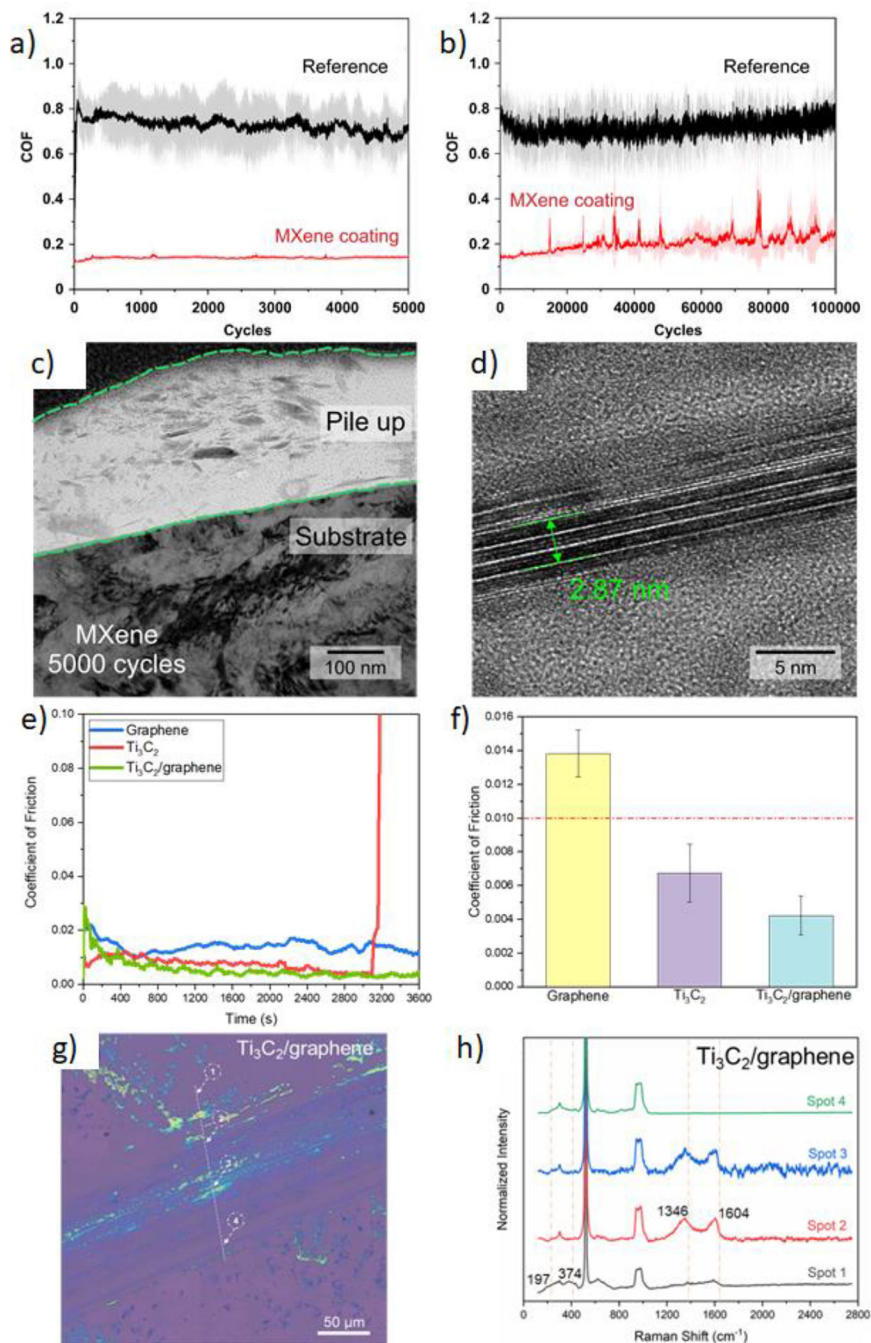 a)
1.2
1.0
0.8
0.6
0.4
0.2
0
COF
Reference
MXene coating
0
1000
2000
3000
4000
5000
Cycles
b)
1.2
1.0
0.8
0.6
0.4
0.2
0
COF
Reference
MXene coating
0
20000
40000
60000
80000
100000
Cycles
c)
Pile up
Substrate
MXene
5000 cycles
100 nm
d)
2.87 nm
5 nm
e)
0.10
0.08
0.06
0.04
0.02
0.00
Coefficient of Friction
Graphene
Ti₃C₂
Ti₃C₂/graphene
0
400
800
1200
1600
2000
2400
2800
3200
3600
Time (s)
f)
0.016
0.014
0.012
0.010
0.008
0.006
0.004
0.002
0.000
Coefficient of Friction
Graphene
Ti₃C₂
Ti₃C₂/graphene
g)
Ti₃C₂/graphene
1
4
50 µm
h)
Ti₃C₂/graphene
Normalized Intensity
Spot 4
Spot 3
1346
1604
Spot 2
197
374
Spot 1
0
400
800
1200
1600
2000
2400
2800
Raman Shift (cm⁻¹)